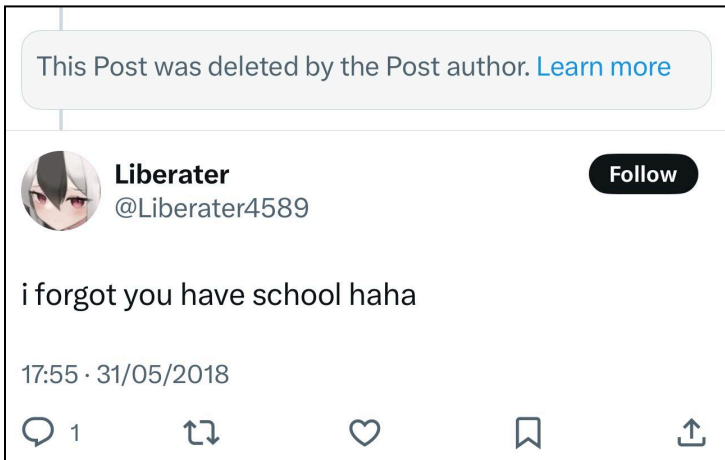 This Post was deleted by the Post author. Learn more
Liberater
Follow
@Liberater4589
i forgot you have school haha
17:55 · 31/05/2018
1